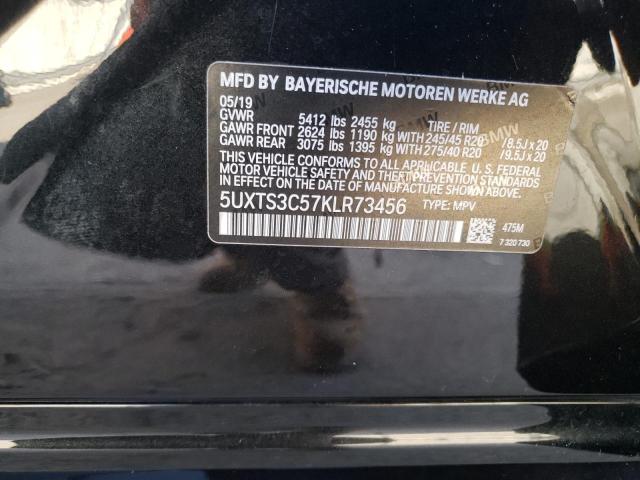 MFD BY BAYERISCHE MOTOREN WERKE AG
05/19
GVWR 5412 lbs 2455 kg TIRE / RIM
GAWR FRONT 2624 lbs 1190 kg WITH 245/45 R20 /8.5J x 20
GAWR REAR 3075 lbs 1395 kg WITH 275/40 R20 /9.5J x 20
THIS VEHICLE CONFORMS TO ALL APPLICABLE U.S. FEDERAL
MOTOR VEHICLE SAFETY AND THEFT PREVENTION STANDARDS
IN EFFECT ON THE DATE OF MANUFACTURE SHOWN ABOVE.
5UXTS3C57KLR73456 TYPE: MPV
475M
7 320 730